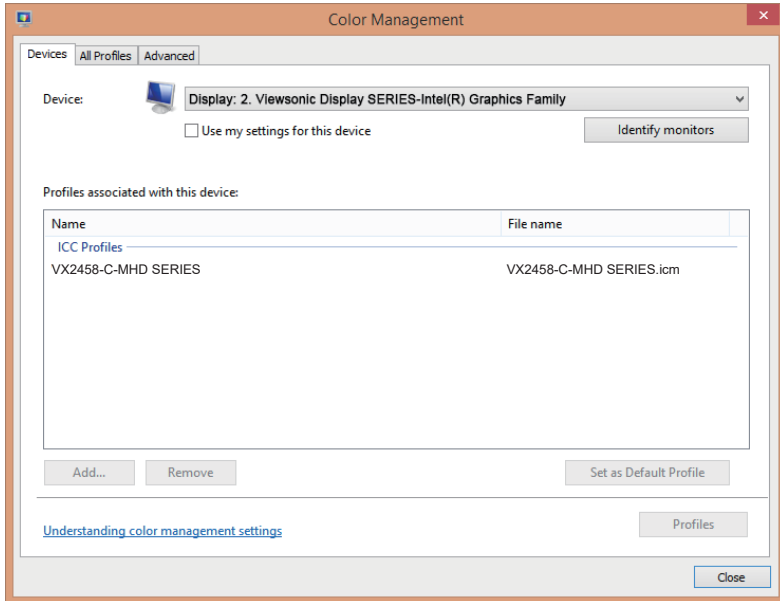 Color Management
Devices All Profiles Advanced
Device: Display: 2. Viewsonic Display SERIES-Intel(R) Graphics Family
Use my settings for this device Identify monitors
Profiles associated with this device:
Name File name
ICC Profiles
VX2458-C-MHD SERIES VX2458-C-MHD SERIES.icm
Add... Remove Set as Default Profile
Understanding color management settings Profiles
Close